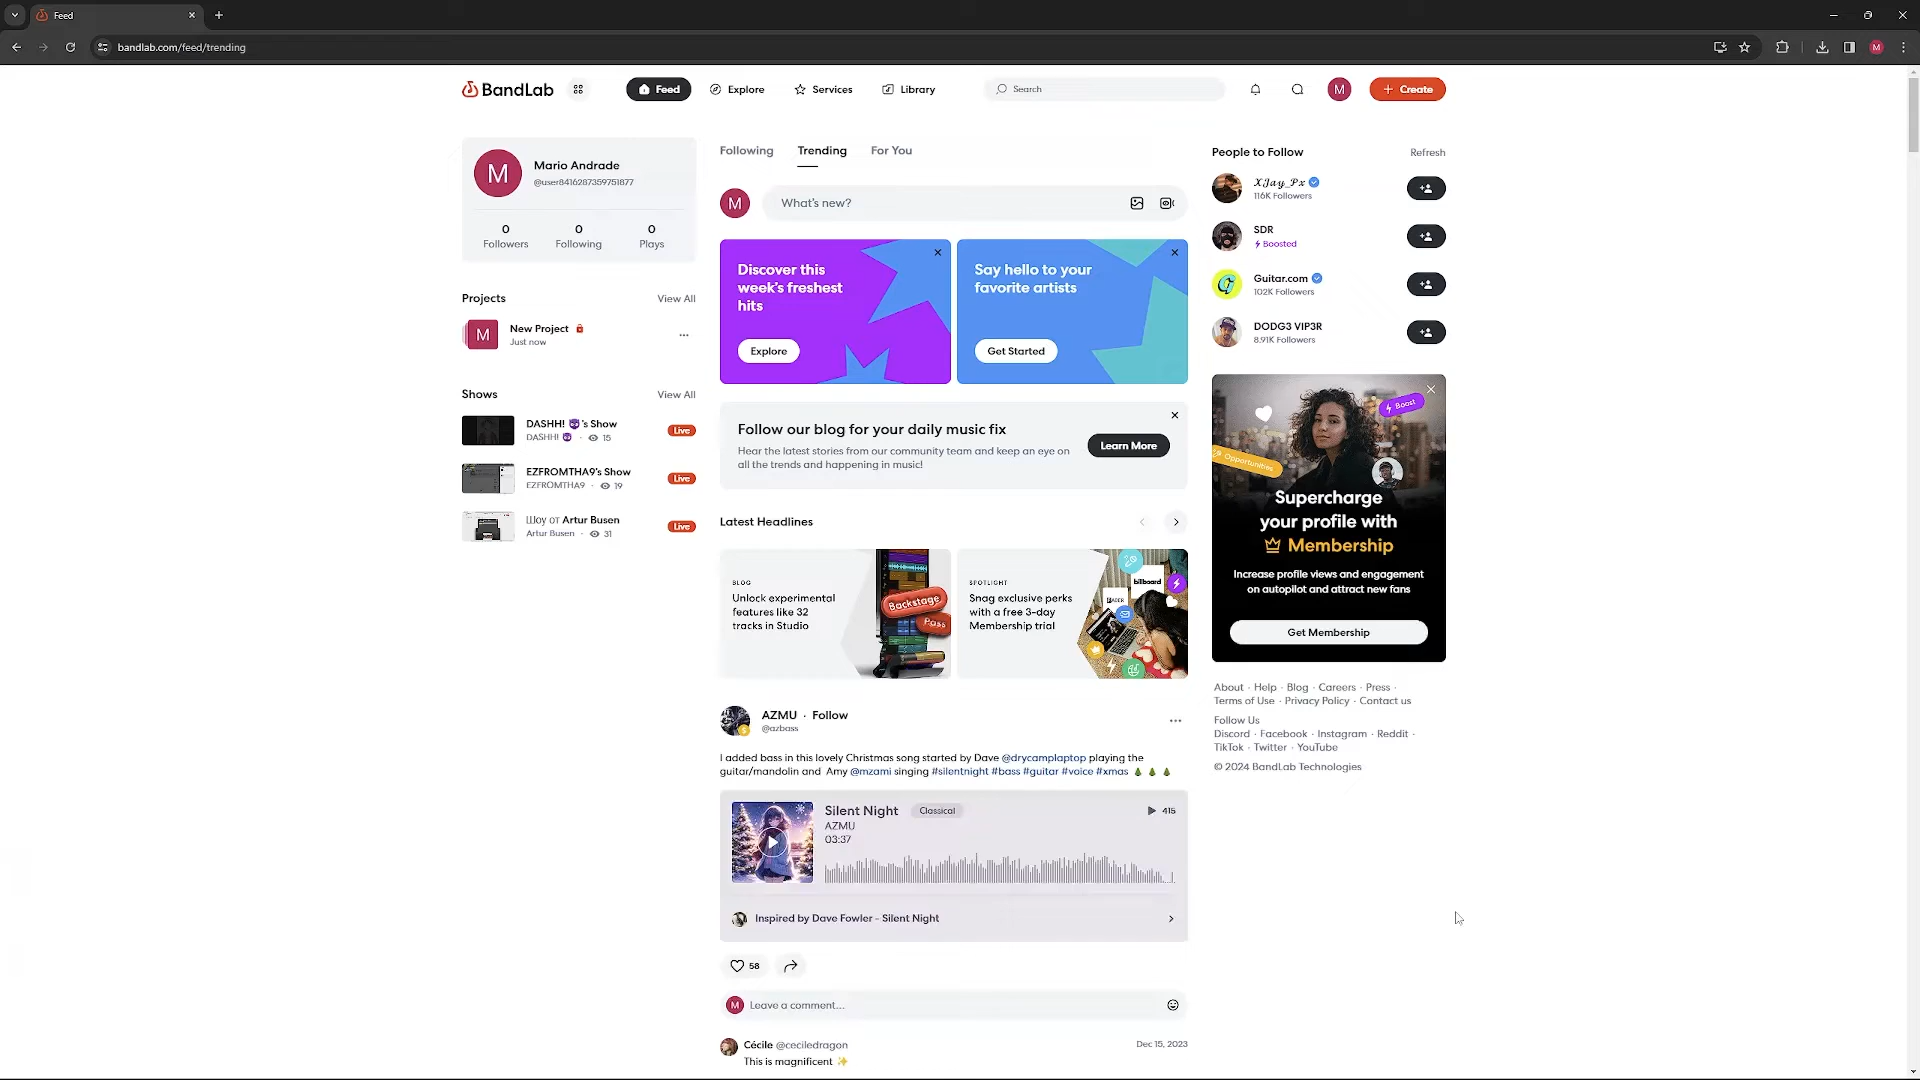 Feed
bandlab.com/feed/trending
M
BandLab
Feed
Explore
Services
Library
Search
M
Create
M
Mario Andrade
@user8416287359751877
0
0
0
Followers
Following
Plays
Projects
View All
M
New Project
Just now
Shows
View All
DASHH! 's Show
DASHH! · 15
Live
EZFROMTHA9's Show
EZFROMTHA9 · 19
Live
Шоу от Artur Busen
Artur Busen · 31
Live
Following
Trending
For You
M
What's new?
Discover this
week's freshest
hits
Explore
Say hello to your
favorite artists
Get Started
Follow our blog for your daily music fix
Hear the latest stories from our community team and keep an eye on
all the trends and happening in music!
Learn More
Latest Headlines
BLOG
Unlock experimental
features like 32
tracks in Studio
Backstage
Pass
SPOTLIGHT
Snag exclusive perks
with a free 3-day
Membership trial
billboard
AZMU · Follow
@azbass
I added bass in this lovely Christmas song started by Dave @drycamplaptop playing the
guitar/mandolin and Amy @mzami singing #silentnight #bass #guitar #voice #xmas
Silent Night
Classical
415
AZMU
03:37
Inspired by Dave Fowler - Silent Night
58
M
Leave a comment...
Cécile @ceciledragon
Dec 15, 2023
This is magnificent
People to Follow
Refresh
XJay_Px
116K Followers
SDR
Boosted
Guitar.com
102K Followers
DODG3 VIP3R
8.91K Followers
Boost
Opportunities
Supercharge
your profile with
Membership
Increase profile views and engagement
on autopilot and attract new fans
Get Membership
About · Help · Blog · Careers · Press ·
Terms of Use · Privacy Policy · Contact us
Follow Us
Discord · Facebook · Instagram · Reddit ·
TikTok · Twitter · YouTube
© 2024 BandLab Technologies